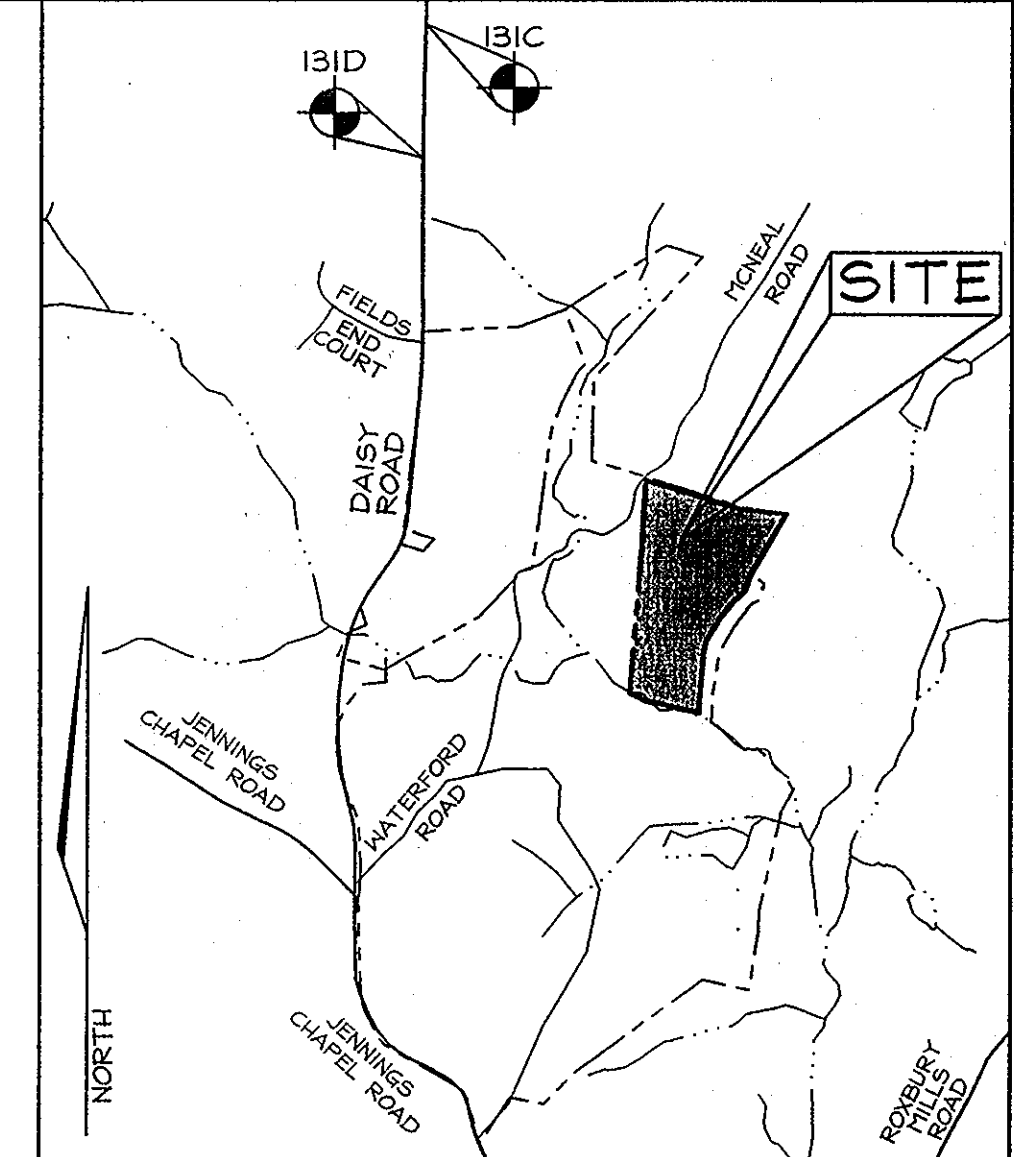 131C
131D
MCNEAL
ROAD
SITE
FIELDS
END
COURT
DAISY
ROAD
JENNINGS
CHAPEL ROAD
WATERFORD
ROAD
NORTH
JENNINGS
CHAPEL ROAD
ROXBURY
MILLS
ROAD